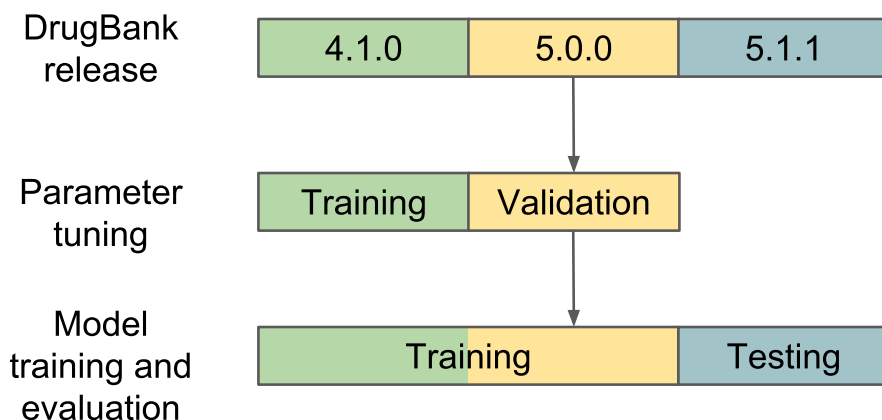 DrugBank
release
4.1.0 5.0.0 5.1.1
Parameter
tuning
Training Validation
Model
training and
evaluation
Training Testing